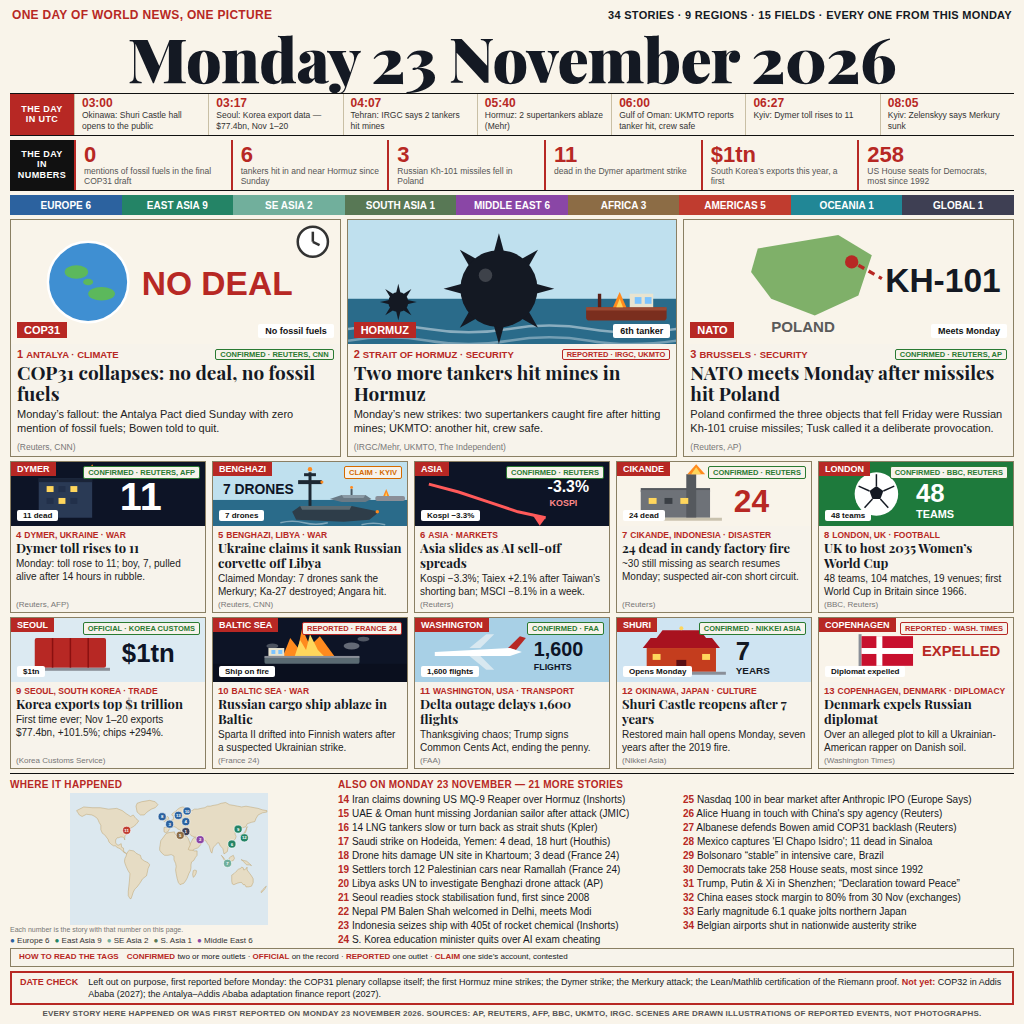 ONE DAY OF WORLD NEWS, ONE PICTURE
34 STORIES · 9 REGIONS · 15 FIELDS · EVERY ONE FROM THIS MONDAY
Monday 23 November 2026
THE DAY
IN UTC
03:00
Okinawa: Shuri Castle hall
opens to the public
03:17
Seoul: Korea export data —
$77.4bn, Nov 1–20
04:07
Tehran: IRGC says 2 tankers
hit mines
05:40
Hormuz: 2 supertankers ablaze
(Mehr)
06:00
Gulf of Oman: UKMTO reports
tanker hit, crew safe
06:27
Kyiv: Dymer toll rises to 11
08:05
Kyiv: Zelenskyy says Merkury
sunk
THE DAY
IN
NUMBERS
0
mentions of fossil fuels in the final
COP31 draft
6
tankers hit in and near Hormuz since
Sunday
3
Russian Kh-101 missiles fell in
Poland
11
dead in the Dymer apartment strike
$1tn
South Korea's exports this year, a
first
258
US House seats for Democrats,
most since 1992
EUROPE 6
EAST ASIA 9
SE ASIA 2
SOUTH ASIA 1
MIDDLE EAST 6
AFRICA 3
AMERICAS 5
OCEANIA 1
GLOBAL 1
NO DEAL
COP31
No fossil fuels
1 ANTALYA · CLIMATE
CONFIRMED · REUTERS, CNN
COP31 collapses: no deal, no fossil
fuels
Monday's fallout: the Antalya Pact died Sunday with zero
mention of fossil fuels; Bowen told to quit.
(Reuters, CNN)
HORMUZ
6th tanker
2 STRAIT OF HORMUZ · SECURITY
REPORTED · IRGC, UKMTO
Two more tankers hit mines in
Hormuz
Monday's new strikes: two supertankers caught fire after hitting
mines; UKMTO: another hit, crew safe.
(IRGC/Mehr, UKMTO, The Independent)
KH-101
POLAND
NATO
Meets Monday
3 BRUSSELS · SECURITY
CONFIRMED · REUTERS, AP
NATO meets Monday after missiles
hit Poland
Poland confirmed the three objects that fell Friday were Russian
Kh-101 cruise missiles; Tusk called it a deliberate provocation.
(Reuters, AP)
DYMER
CONFIRMED · REUTERS, AFP
11
11 dead
4 DYMER, UKRAINE · WAR
Dymer toll rises to 11
Monday: toll rose to 11; boy, 7, pulled
alive after 14 hours in rubble.
(Reuters, AFP)
BENGHAZI
CLAIM · KYIV
7 DRONES
7 drones
5 BENGHAZI, LIBYA · WAR
Ukraine claims it sank Russian
corvette off Libya
Claimed Monday: 7 drones sank the
Merkury; Ka-27 destroyed; Angara hit.
(Reuters, CNN)
ASIA
CONFIRMED · REUTERS
-3.3%
KOSPI
Kospi −3.3%
6 ASIA · MARKETS
Asia slides as AI sell-off
spreads
Kospi −3.3%; Taiex +2.1% after Taiwan's
shorting ban; MSCI −8.1% in a week.
(Reuters)
CIKANDE
CONFIRMED · REUTERS
24
24 dead
7 CIKANDE, INDONESIA · DISASTER
24 dead in candy factory fire
~30 still missing as search resumes
Monday; suspected air-con short circuit.
(Reuters)
LONDON
CONFIRMED · BBC, REUTERS
48
TEAMS
48 teams
8 LONDON, UK · FOOTBALL
UK to host 2035 Women's
World Cup
48 teams, 104 matches, 19 venues; first
World Cup in Britain since 1966.
(BBC, Reuters)
SEOUL
OFFICIAL · KOREA CUSTOMS
$1tn
$1tn
9 SEOUL, SOUTH KOREA · TRADE
Korea exports top $1 trillion
First time ever; Nov 1–20 exports
$77.4bn, +101.5%; chips +294%.
(Korea Customs Service)
BALTIC SEA
REPORTED · FRANCE 24
Ship on fire
10 BALTIC SEA · WAR
Russian cargo ship ablaze in
Baltic
Sparta II drifted into Finnish waters after
a suspected Ukrainian strike.
(France 24)
WASHINGTON
CONFIRMED · FAA
1,600
FLIGHTS
1,600 flights
11 WASHINGTON, USA · TRANSPORT
Delta outage delays 1,600
flights
Thanksgiving chaos; Trump signs
Common Cents Act, ending the penny.
(FAA)
SHURI
CONFIRMED · NIKKEI ASIA
7
YEARS
Opens Monday
12 OKINAWA, JAPAN · CULTURE
Shuri Castle reopens after 7
years
Restored main hall opens Monday, seven
years after the 2019 fire.
(Nikkei Asia)
COPENHAGEN
REPORTED · WASH. TIMES
EXPELLED
Diplomat expelled
13 COPENHAGEN, DENMARK · DIPLOMACY
Denmark expels Russian
diplomat
Over an alleged plot to kill a Ukrainian-
American rapper on Danish soil.
(Washington Times)
WHERE IT HAPPENED
Each number is the story with that number on this page.
● Europe 6 ● East Asia 9 ● SE Asia 2 ● S. Asia 1 ● Middle East 6
ALSO ON MONDAY 23 NOVEMBER — 21 MORE STORIES
14 Iran claims downing US MQ-9 Reaper over Hormuz (Inshorts)
15 UAE & Oman hunt missing Jordanian sailor after attack (JMIC)
16 14 LNG tankers slow or turn back as strait shuts (Kpler)
17 Saudi strike on Hodeida, Yemen: 4 dead, 18 hurt (Houthis)
18 Drone hits damage UN site in Khartoum; 3 dead (France 24)
19 Settlers torch 12 Palestinian cars near Ramallah (France 24)
20 Libya asks UN to investigate Benghazi drone attack (AP)
21 Seoul readies stock stabilisation fund, first since 2008
22 Nepal PM Balen Shah welcomed in Delhi, meets Modi
23 Indonesia seizes ship with 405t of rocket chemical (Inshorts)
24 S. Korea education minister quits over AI exam cheating
25 Nasdaq 100 in bear market after Anthropic IPO (Europe Says)
26 Alice Huang in touch with China's spy agency (Reuters)
27 Albanese defends Bowen amid COP31 backlash (Reuters)
28 Mexico captures 'El Chapo Isidro'; 11 dead in Sinaloa
29 Bolsonaro “stable” in intensive care, Brazil
30 Democrats take 258 House seats, most since 1992
31 Trump, Putin & Xi in Shenzhen; “Declaration toward Peace”
32 China eases stock margin to 80% from 30 Nov (exchanges)
33 Early magnitude 6.1 quake jolts northern Japan
34 Belgian airports shut in nationwide austerity strike
HOW TO READ THE TAGS CONFIRMED two or more outlets · OFFICIAL on the record · REPORTED one outlet · CLAIM one side's account, contested
DATE CHECK Left out on purpose, first reported before Monday: the COP31 plenary collapse itself; the first Hormuz mine strikes; the Dymer strike; the Merkury attack; the Lean/Mathlib certification of the Riemann proof. Not yet: COP32 in Addis
Ababa (2027); the Antalya–Addis Ababa adaptation finance report (2027).
EVERY STORY HERE HAPPENED OR WAS FIRST REPORTED ON MONDAY 23 NOVEMBER 2026. SOURCES: AP, REUTERS, AFP, BBC, UKMTO, IRGC. SCENES ARE DRAWN ILLUSTRATIONS OF REPORTED EVENTS, NOT PHOTOGRAPHS.